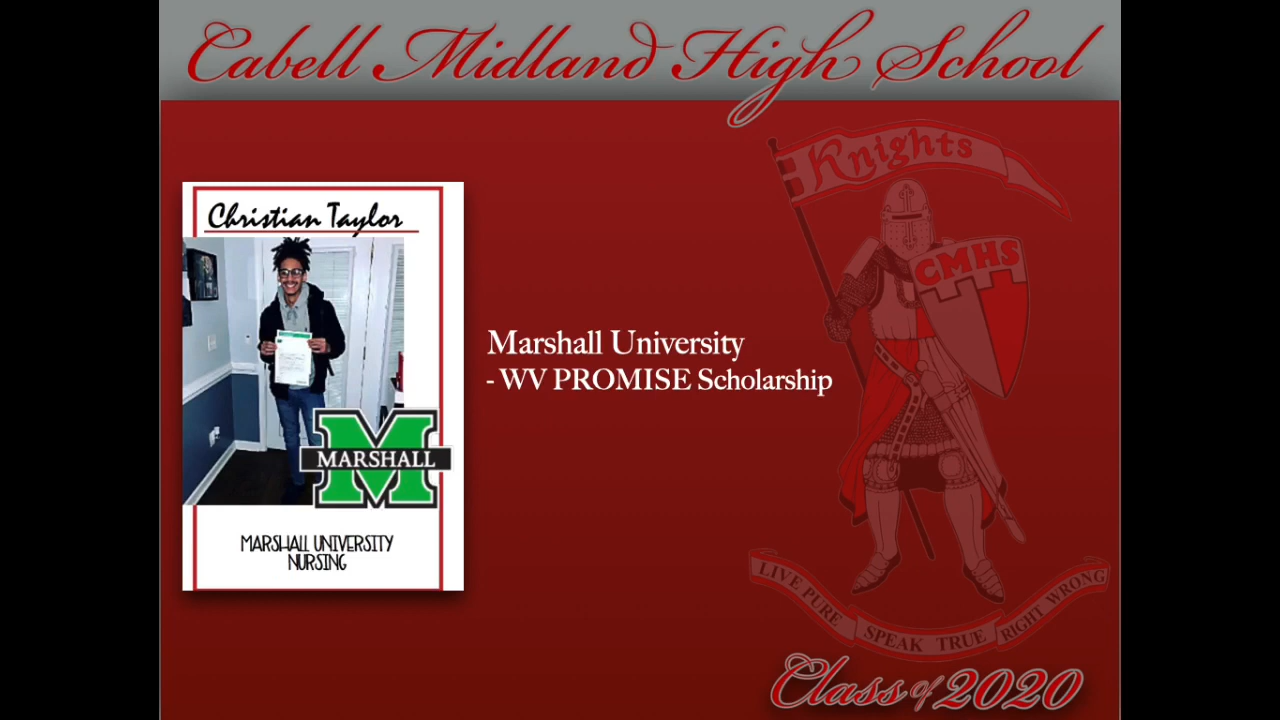 Cabell Midland High School
Knights
CMHS
Christian Taylor
MARSHALL
MARSHALL UNIVERSITY
NURSING
Marshall University
- WV PROMISE Scholarship
LIVE PURE SPEAK TRUE RIGHT WRONG
Class of 2020